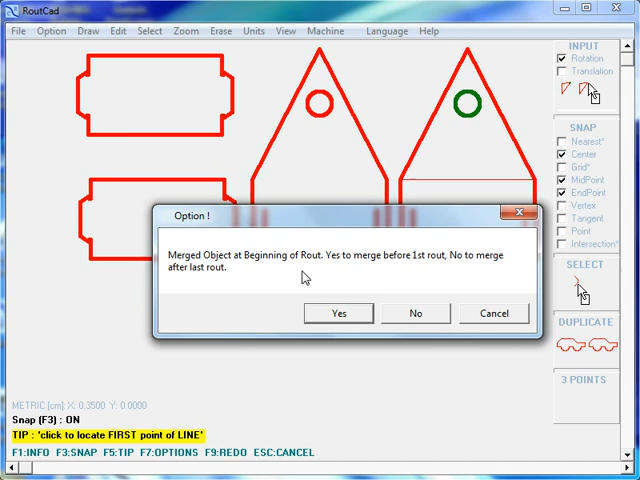 RoutCad
File Option Draw Edit Select Zoom Erase Units View Machine Language Help
INPUT
Rotation
Translation
SNAP
Nearest*
Center
Grid*
MidPoint
EndPoint
Vertex
Tangent
Point
Intersection*
SELECT
DUPLICATE
3 POINTS
Option !
Merged Object at Beginning of Rout. Yes to merge before 1st rout, No to merge
after last rout.
Yes No Cancel
METRIC [cm]: X: 0.3500 Y: 0.0000
Snap (F3) : ON
TIP : 'click to locate FIRST point of LINE'
F1:INFO F3:SNAP F5:TIP F7:OPTIONS F9:REDO ESC:CANCEL